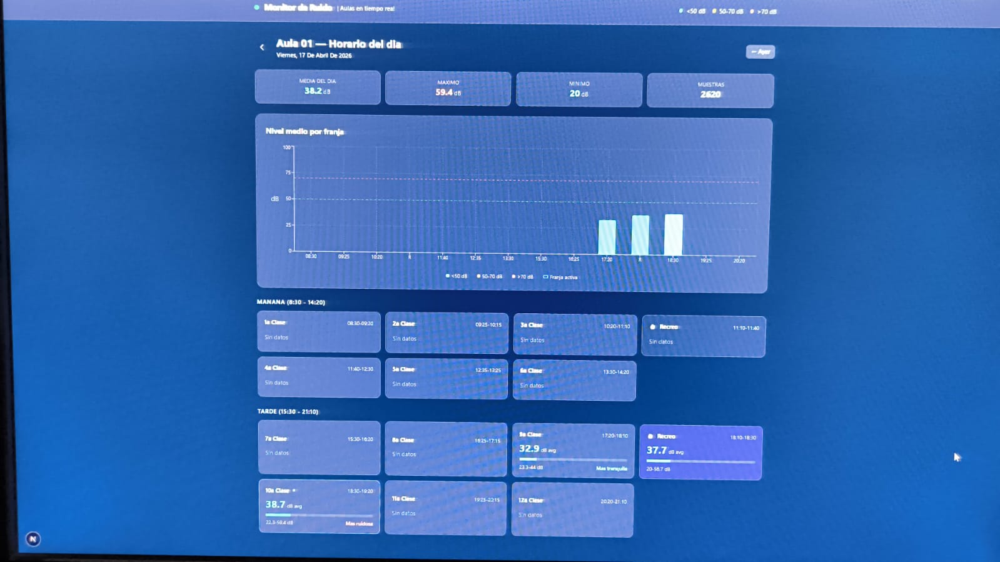 Monitor de Ruido | Aulas en tiempo real
<50 dB 50-70 dB >70 dB
Aula 01 — Horario del dia
Viernes, 17 De Abril De 2026
← Ayer
MEDIA DEL DIA
38.2 dB
MAXIMO
59.4 dB
MINIMO
20 dB
MUESTRAS
2620
Nivel medio por franja
100
75
dB 50
25
0
08:30 09:25 10:20 R 11:40 12:35 13:30 15:30 16:25 17:20 R 18:30 19:25 20:20
<50 dB 50-70 dB >70 dB Franja activa
MANANA (8:30 - 14:20)
1a Clase 08:30-09:20
Sin datos
2a Clase 09:25-10:15
Sin datos
3a Clase 10:20-11:10
Sin datos
Recreo 11:10-11:40
Sin datos
4a Clase 11:40-12:30
Sin datos
5a Clase 12:35-13:25
Sin datos
6a Clase 13:30-14:20
Sin datos
TARDE (15:30 - 21:10)
7a Clase 15:30-16:20
Sin datos
8a Clase 16:25-17:15
Sin datos
9a Clase 17:20-18:10
32.9 dB avg
23.3-44 dB Mas tranquila
Recreo 18:10-18:30
37.7 dB avg
20-56.7 dB
10a Clase 18:30-19:20
38.7 dB avg
22.3-59.4 dB Mas ruidosa
11a Clase 19:25-20:15
Sin datos
12a Clase 20:20-21:10
Sin datos
N